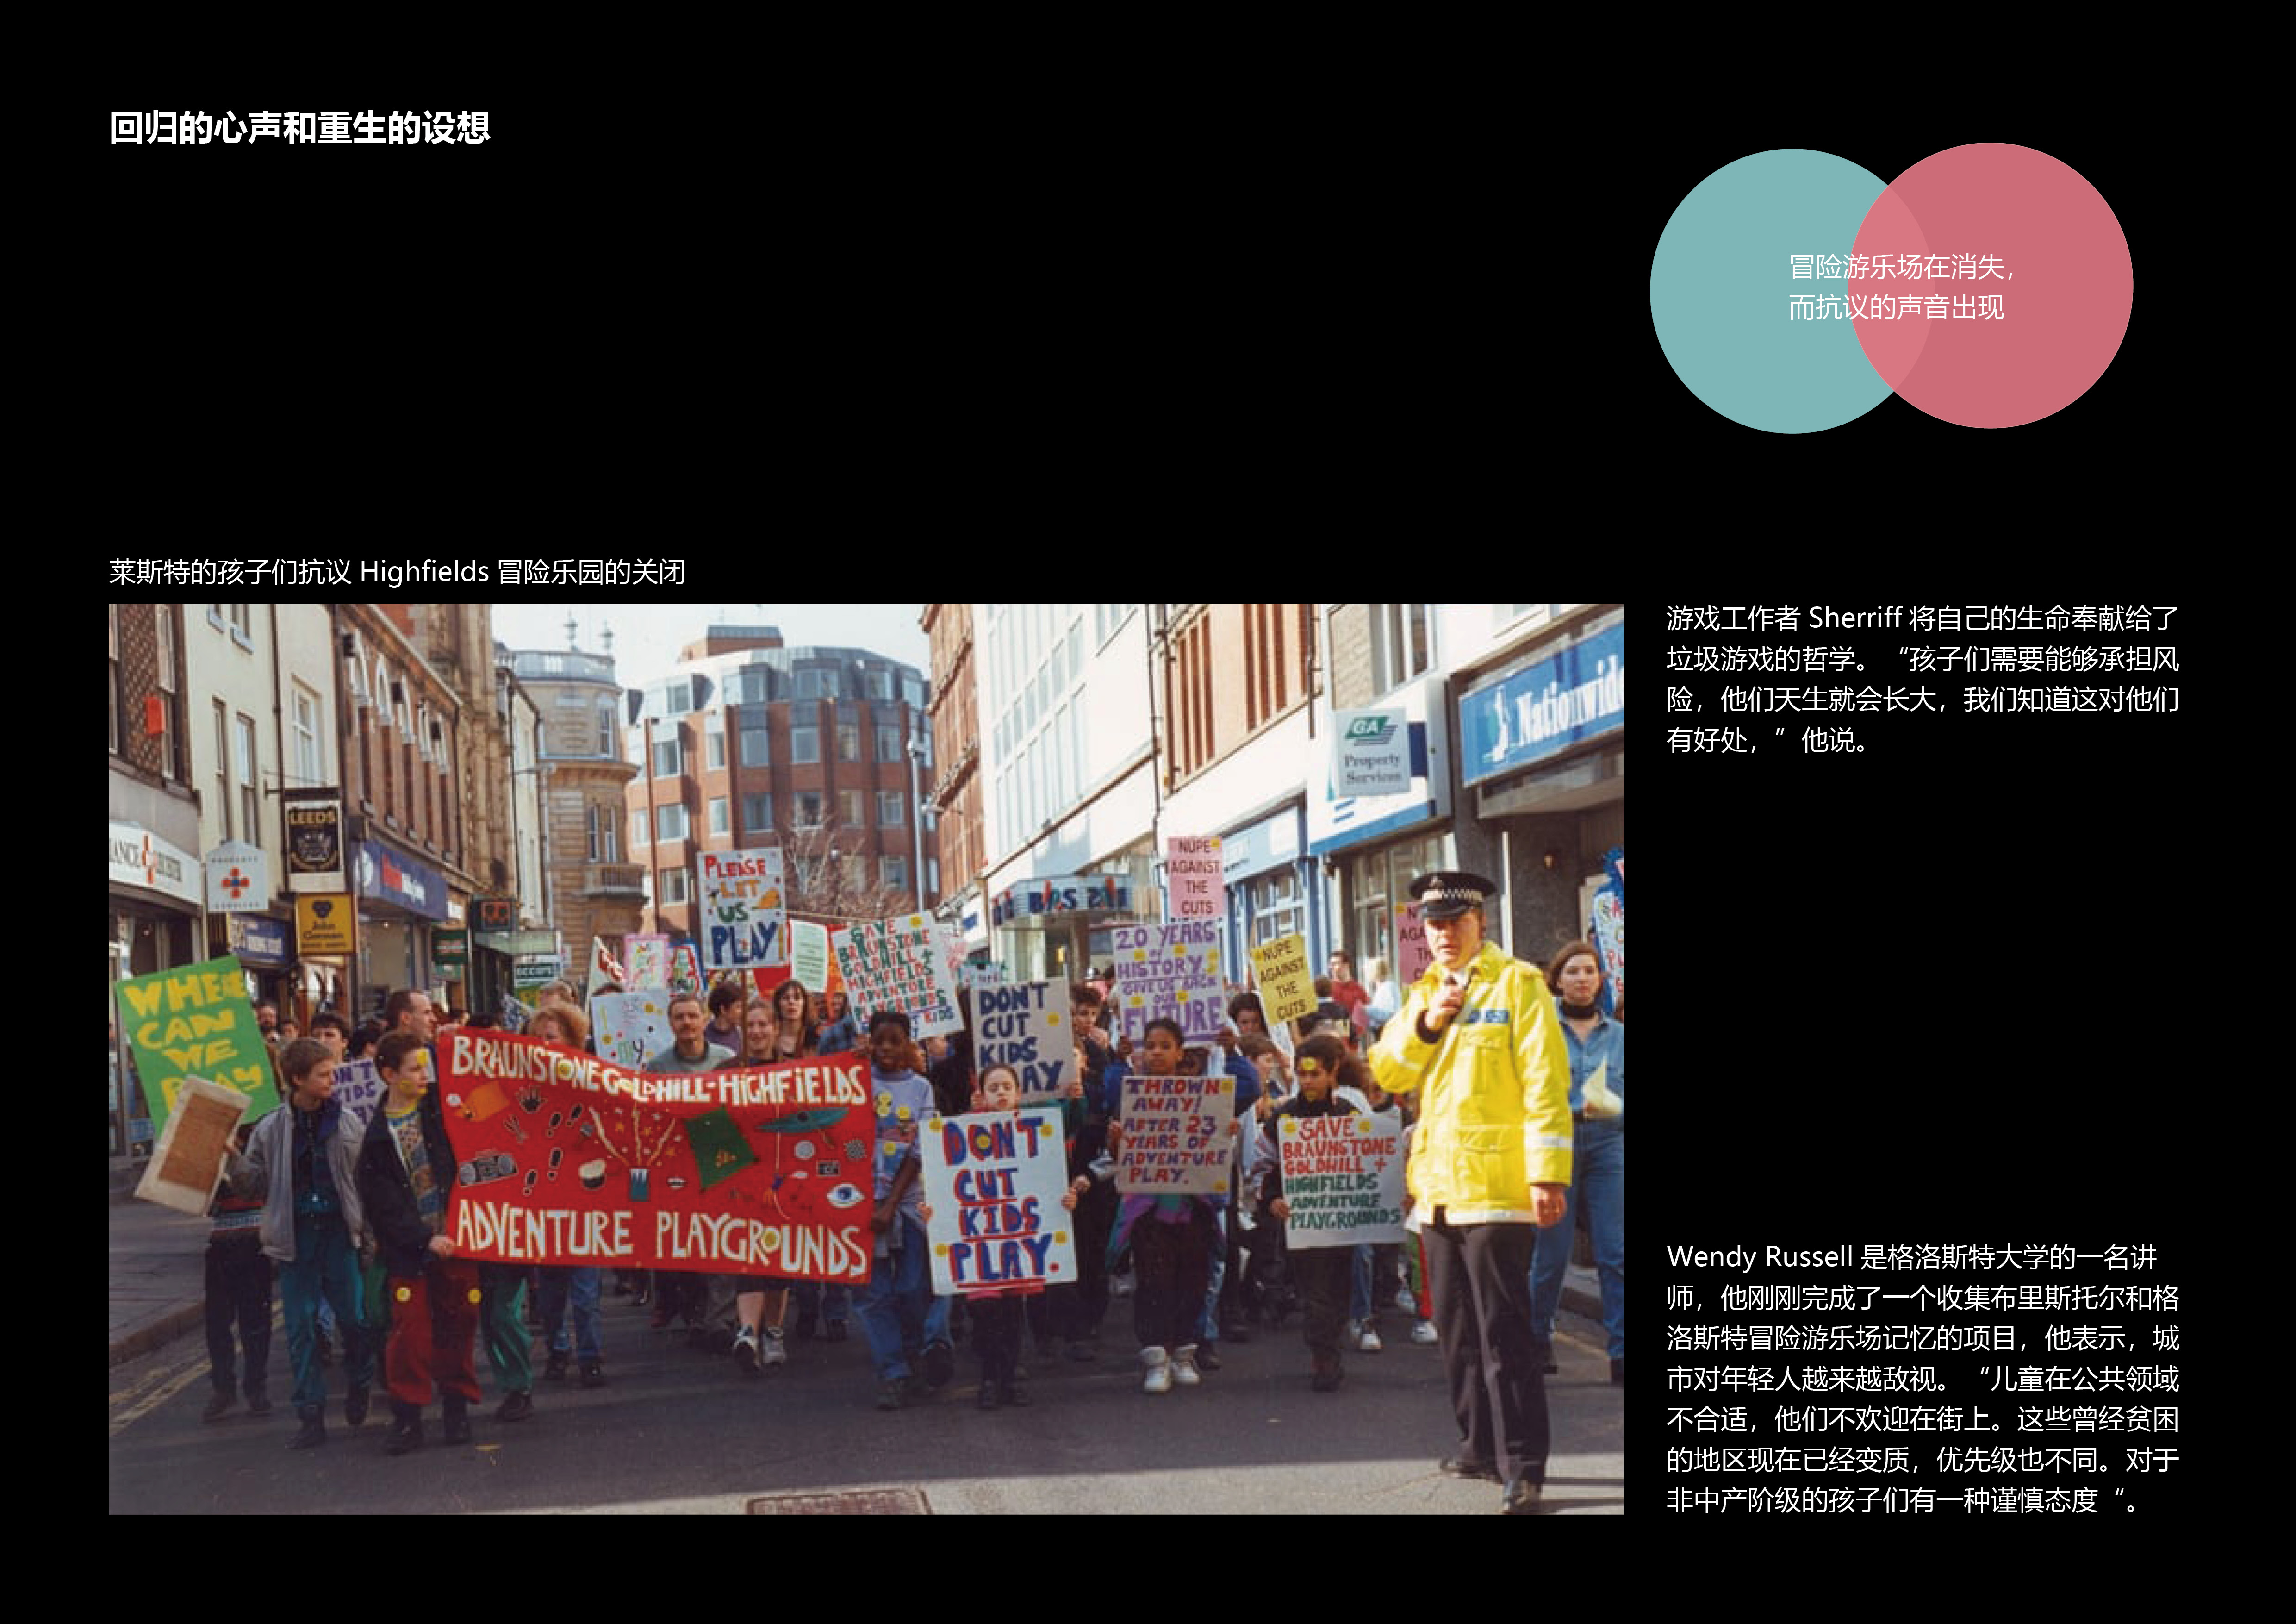 回归的心声和重生的设想
冒险游乐场在消失，
而抗议的声音出现
莱斯特的孩子们抗议 Highfields 冒险乐园的关闭
游戏工作者 Sherriff 将自己的生命奉献给了
垃圾游戏的哲学。 “孩子们需要能够承担风
险，他们天生就会长大，我们知道这对他们
有好处，”他说。
Wendy Russell 是格洛斯特大学的一名讲
师，他刚刚完成了一个收集布里斯托尔和格
洛斯特冒险游乐场记忆的项目，他表示，城
市对年轻人越来越敌视。 “儿童在公共领域
不合适，他们不欢迎在街上。这些曾经贫困
的地区现在已经变质，优先级也不同。对于
非中产阶级的孩子们有一种谨慎态度“。
LEEDS
John
German
GA
Property
Services
Nationwide
PLEASE
LET
US
PLAY
NUPE
AGAINST
THE
CUTS
SAVE
BRAUNSTONE
GOLDHILL +
HIGHFIELDS
ADVENTURE
20 YEARS
HISTORY
GIVE US BACK
OUR
FUTURE
NUPE
AGAINST
THE
CUTS
WHERE
CAN
WE
PLAY
DON'T
CUT
KIDS
PLAY
BRAUNSTONE GOLDHILL-HIGHFIELDS
ADVENTURE PLAYGROUNDS
DON'T
CUT
KIDS
PLAY.
THROWN
AWAY!
AFTER 23
YEARS OF
ADVENTURE
PLAY.
SAVE
BRAUNSTONE
GOLDHILL +
HIGHFIELDS
ADVENTURE
PLAYGROUNDS